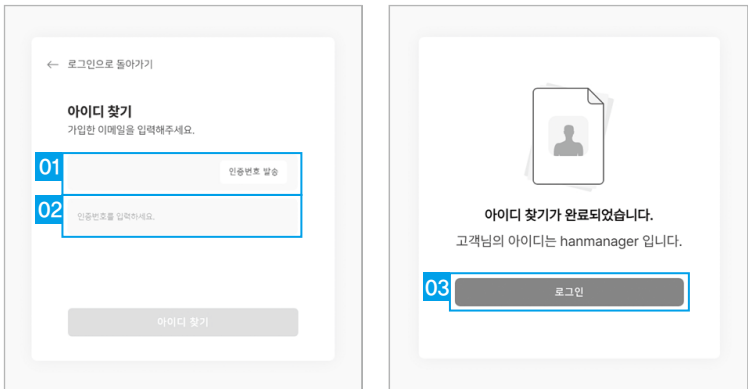 ← 로그인으로 돌아가기
아이디 찾기
가입한 이메일을 입력해주세요.
01
인증번호 발송
02
인증번호를 입력하세요.
아이디 찾기
아이디 찾기가 완료되었습니다.
고객님의 아이디는 hanmanager 입니다.
03
로그인